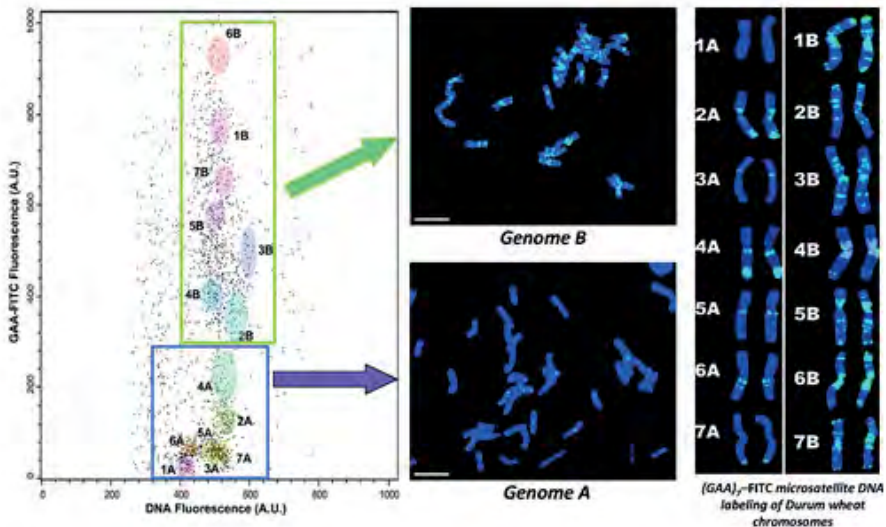 GAA-FITC Fluorescence (A.U.)
1000
800
600
400
200
0
6B
1B
7B
5B
3B
4B
2B
4A
2A
5A
6A
7A
3A
1A
0 200 400 600 800 1000
DNA Fluorescence (A.U.)
Genome B
Genome A
1A
2A
3A
4A
5A
6A
7A
1B
2B
3B
4B
5B
6B
7B
(GAA)₇–FITC microsatellite DNA
labeling of Durum wheat
chromosomes